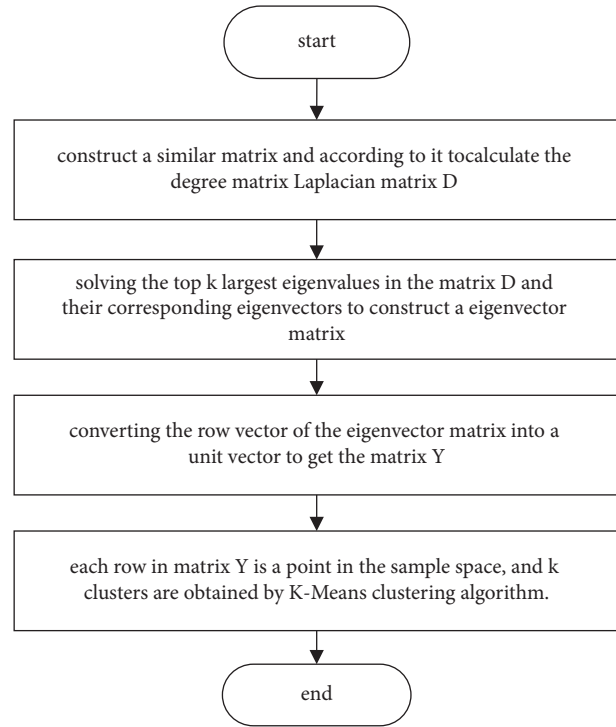 start
construct a similar matrix and according to it tocalculate the
degree matrix Laplacian matrix D
solving the top k largest eigenvalues in the matrix D and
their corresponding eigenvectors to construct a eigenvector
matrix
converting the row vector of the eigenvector matrix into a
unit vector to get the matrix Y
each row in matrix Y is a point in the sample space, and k
clusters are obtained by K-Means clustering algorithm.
end